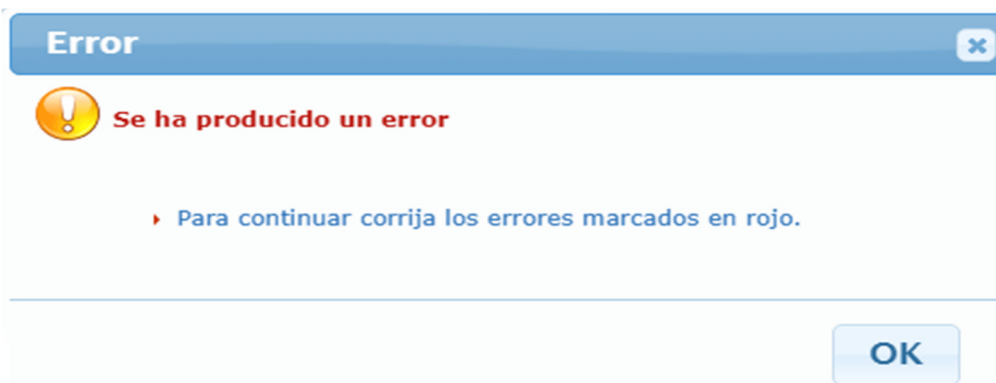 Error
Se ha producido un error
Para continuar corrija los errores marcados en rojo.
OK